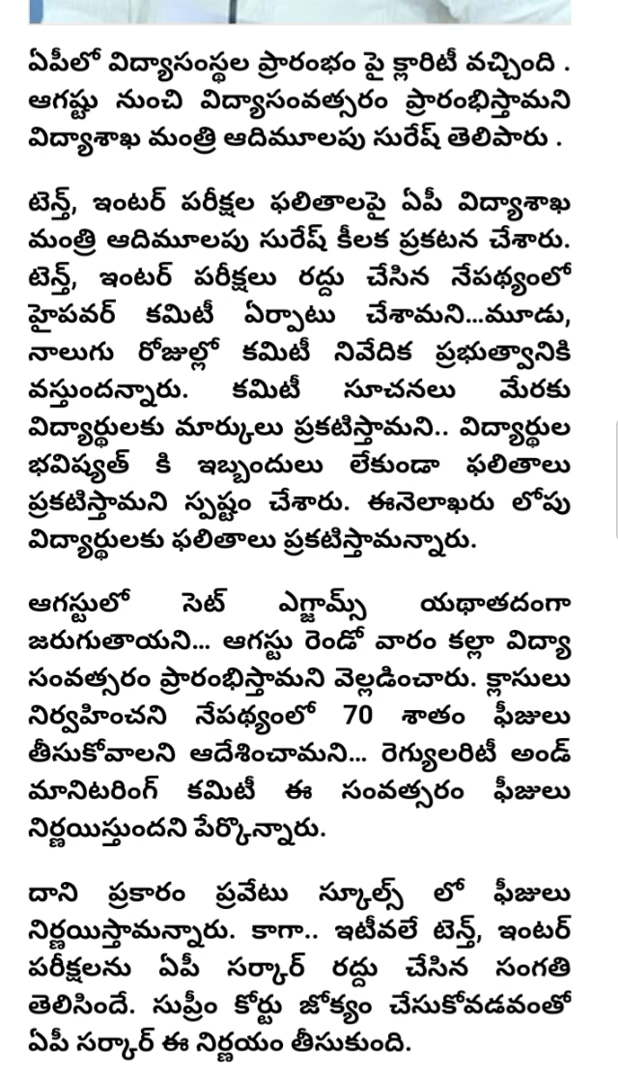 ఏపీలో విద్యాసంస్థల ప్రారంభం పై క్లారిటీ వచ్చింది .
ఆగష్టు నుంచి విద్యాసంవత్సరం ప్రారంభిస్తామని
విద్యాశాఖ మంత్రి ఆదిమూలపు సురేష్ తెలిపారు .
టెన్త్, ఇంటర్ పరీక్షల ఫలితాలపై ఏపీ విద్యాశాఖ
మంత్రి ఆదిమూలపు సురేష్ కీలక ప్రకటన చేశారు.
టెన్త్, ఇంటర్ పరీక్షలు రద్దు చేసిన నేపథ్యంలో
హైపవర్ కమిటీ ఏర్పాటు చేశామని...మూడు,
నాలుగు రోజుల్లో కమిటీ నివేదిక ప్రభుత్వానికి
వస్తుందన్నారు. కమిటీ సూచనలు మేరకు
విద్యార్థులకు మార్కులు ప్రకటిస్తామని.. విద్యార్థుల
భవిష్యత్ కి ఇబ్బందులు లేకుండా ఫలితాలు
ప్రకటిస్తామని స్పష్టం చేశారు. ఈనెలాఖరు లోపు
విద్యార్థులకు ఫలితాలు ప్రకటిస్తామన్నారు.
ఆగస్టులో సెట్ ఎగ్జామ్స్ యథాతదంగా
జరుగుతాయని... ఆగస్టు రెండో వారం కల్లా విద్యా
సంవత్సరం ప్రారంభిస్తామని వెల్లడించారు. క్లాసులు
నిర్వహించని నేపథ్యంలో 70 శాతం ఫీజులు
తీసుకోవాలని ఆదేశించామని... రెగ్యులరిటీ అండ్
మానిటరింగ్ కమిటీ ఈ సంవత్సరం ఫీజులు
నిర్ణయిస్తుందని పేర్కొన్నారు.
దాని ప్రకారం ప్రవేటు స్కూల్స్ లో ఫీజులు
నిర్ణయిస్తామన్నారు. కాగా.. ఇటీవలే టెన్త్, ఇంటర్
పరీక్షలను ఏపీ సర్కార్ రద్దు చేసిన సంగతి
తెలిసిందే. సుప్రీం కోర్టు జోక్యం చేసుకోవడవంతో
ఏపీ సర్కార్ ఈ నిర్ణయం తీసుకుంది.